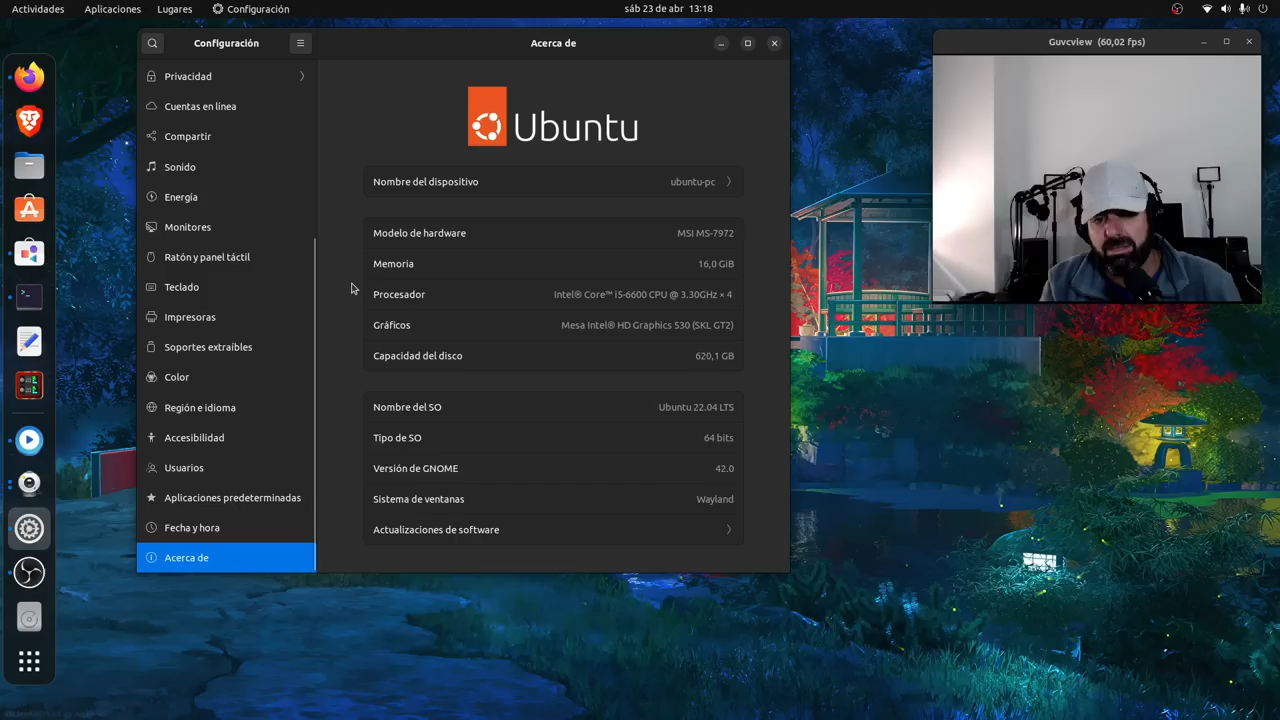 Actividades Aplicaciones Lugares Configuración sáb 23 de abr 13:18
Configuración
Acerca de
Guvcview (60,02 fps)
Privacidad
Cuentas en línea
Compartir
Sonido
Energía
Monitores
Ratón y panel táctil
Teclado
Impresoras
Soportes extraíbles
Color
Región e idioma
Accesibilidad
Usuarios
Aplicaciones predeterminadas
Fecha y hora
Acerca de
Ubuntu
Nombre del dispositivo ubuntu-pc
Modelo de hardware MSI MS-7972
Memoria 16,0 GiB
Procesador Intel® Core™ i5-6600 CPU @ 3.30GHz × 4
Gráficos Mesa Intel® HD Graphics 530 (SKL GT2)
Capacidad del disco 620,1 GB
Nombre del SO Ubuntu 22.04 LTS
Tipo de SO 64 bits
Versión de GNOME 42.0
Sistema de ventanas Wayland
Actualizaciones de software